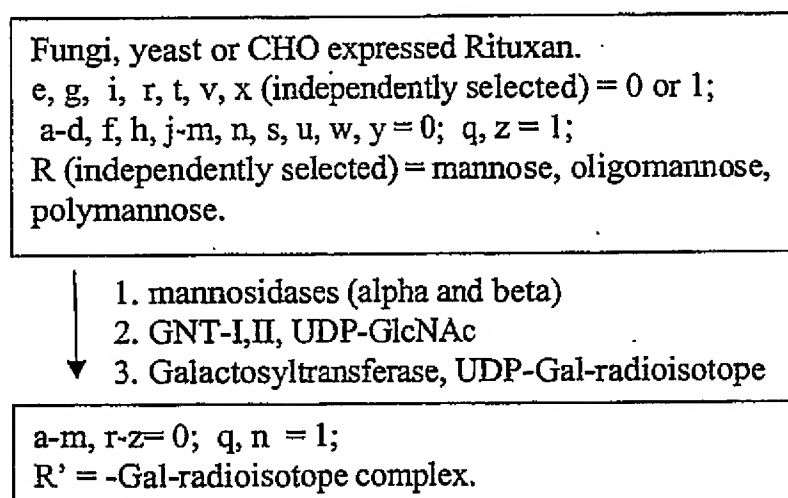 Fungi, yeast or CHO expressed Rituxan.
e, g, i, r, t, v, x (independently selected) = 0 or 1;
a-d, f, h, j-m, n, s, u, w, y = 0; q, z = 1;
R (independently selected) = mannose, oligomannose,
polymannose.
1. mannosidases (alpha and beta)
2. GNT-I,II, UDP-GlcNAc
3. Galactosyltransferase, UDP-Gal-radioisotope
a-m, r-z= 0; q, n = 1;
R' = -Gal-radioisotope complex.